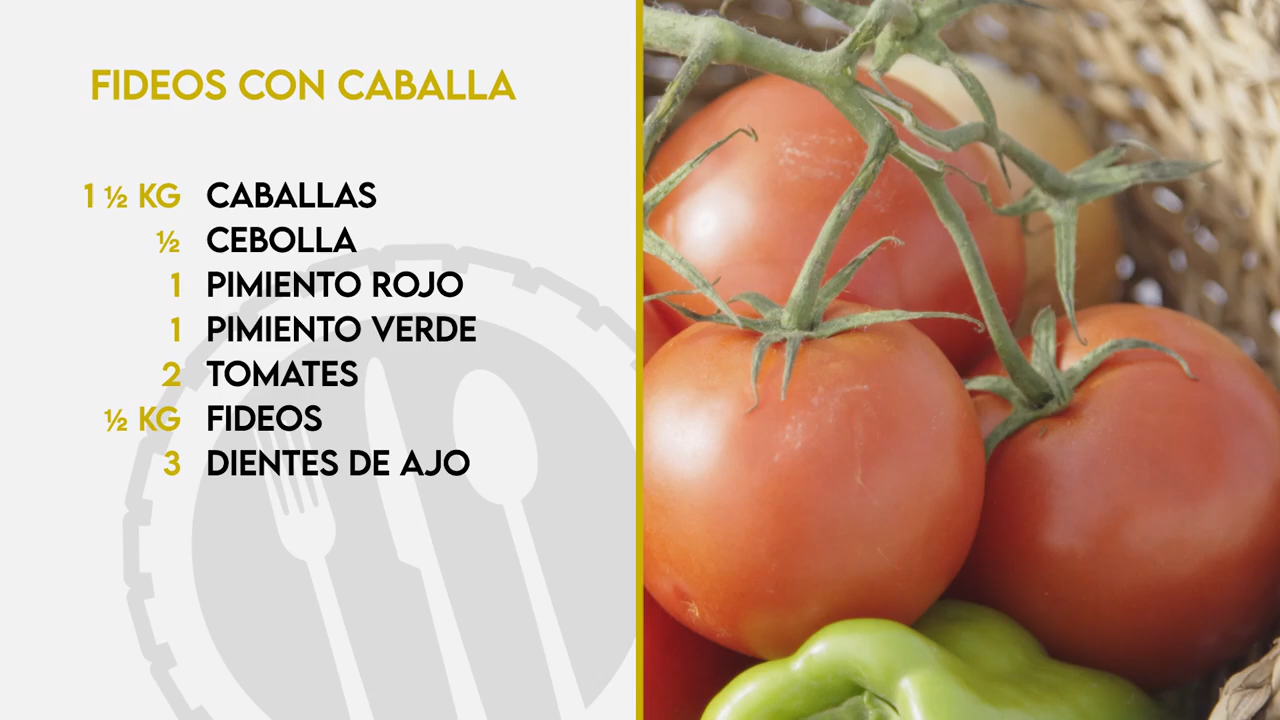 FIDEOS CON CABALLA
1 ½ KG CABALLAS
½ CEBOLLA
1 PIMIENTO ROJO
1 PIMIENTO VERDE
2 TOMATES
½ KG FIDEOS
3 DIENTES DE AJO